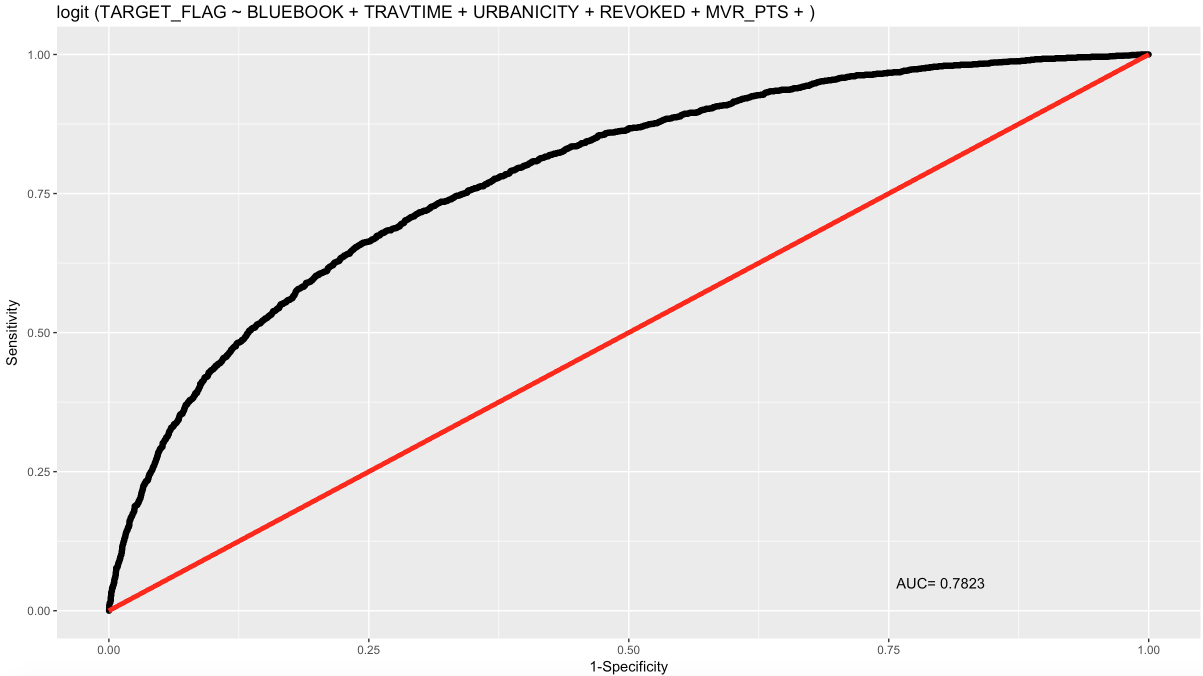 logit (TARGET_FLAG ~ BLUEBOOK + TRAVTIME + URBANICITY + REVOKED + MVR_PTS + )
1.00
0.75
0.50
0.25
0.00
Sensitivity
AUC= 0.7823
0.00 0.25 0.50 0.75 1.00
1-Specificity